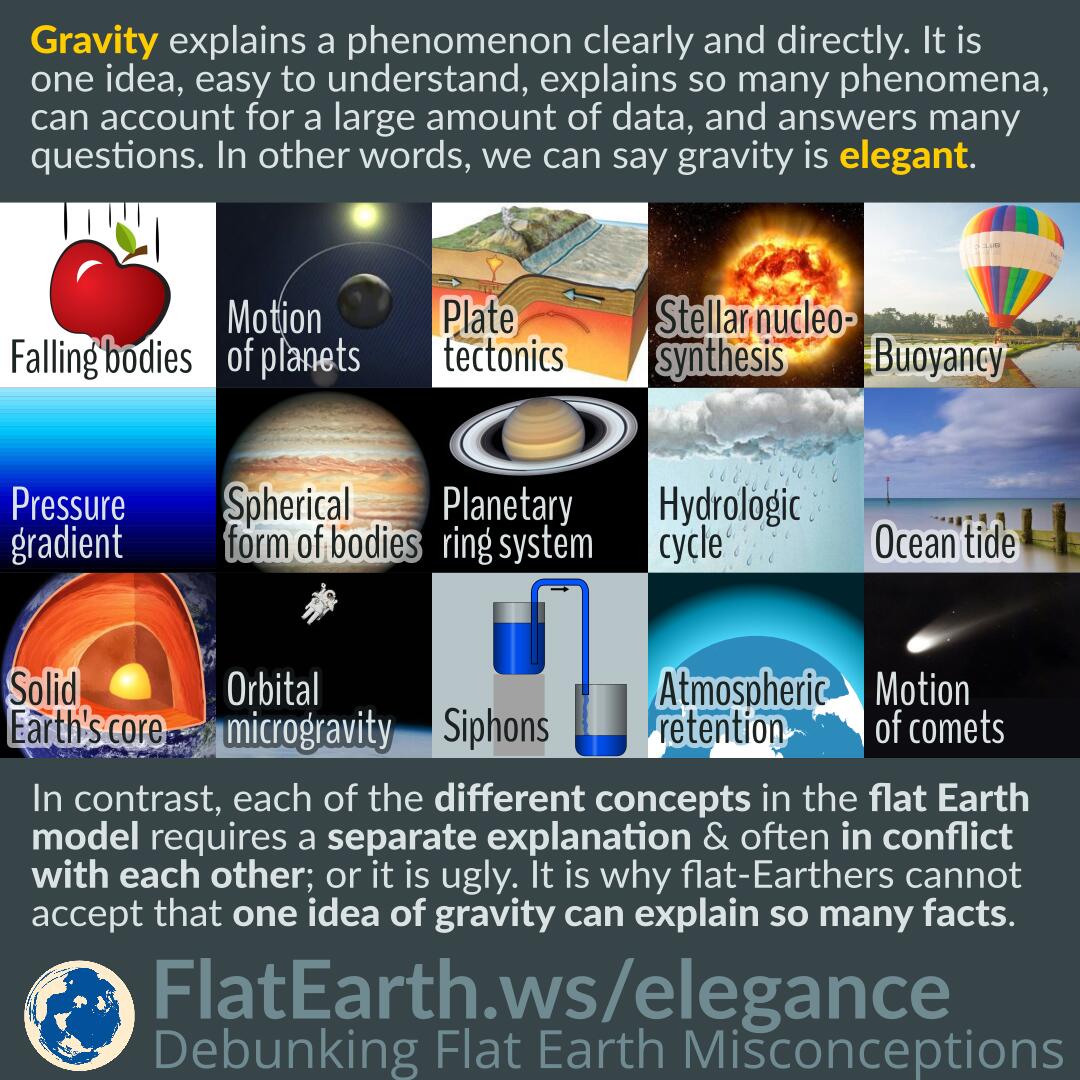 Gravity explains a phenomenon clearly and directly. It is
one idea, easy to understand, explains so many phenomena,
can account for a large amount of data, and answers many
questions. In other words, we can say gravity is elegant.
Falling bodies
Motion
of planets
Plate
tectonics
Stellar nucleo-
synthesis
Buoyancy
Pressure
gradient
Spherical
form of bodies
Planetary
ring system
Hydrologic
cycle
Ocean tide
Solid
Earth's core
Orbital
microgravity
Siphons
Atmospheric
retention
Motion
of comets
In contrast, each of the different concepts in the flat Earth
model requires a separate explanation & often in conflict
with each other; or it is ugly. It is why flat-Earthers cannot
accept that one idea of gravity can explain so many facts.
FlatEarth.ws/elegance
Debunking Flat Earth Misconceptions